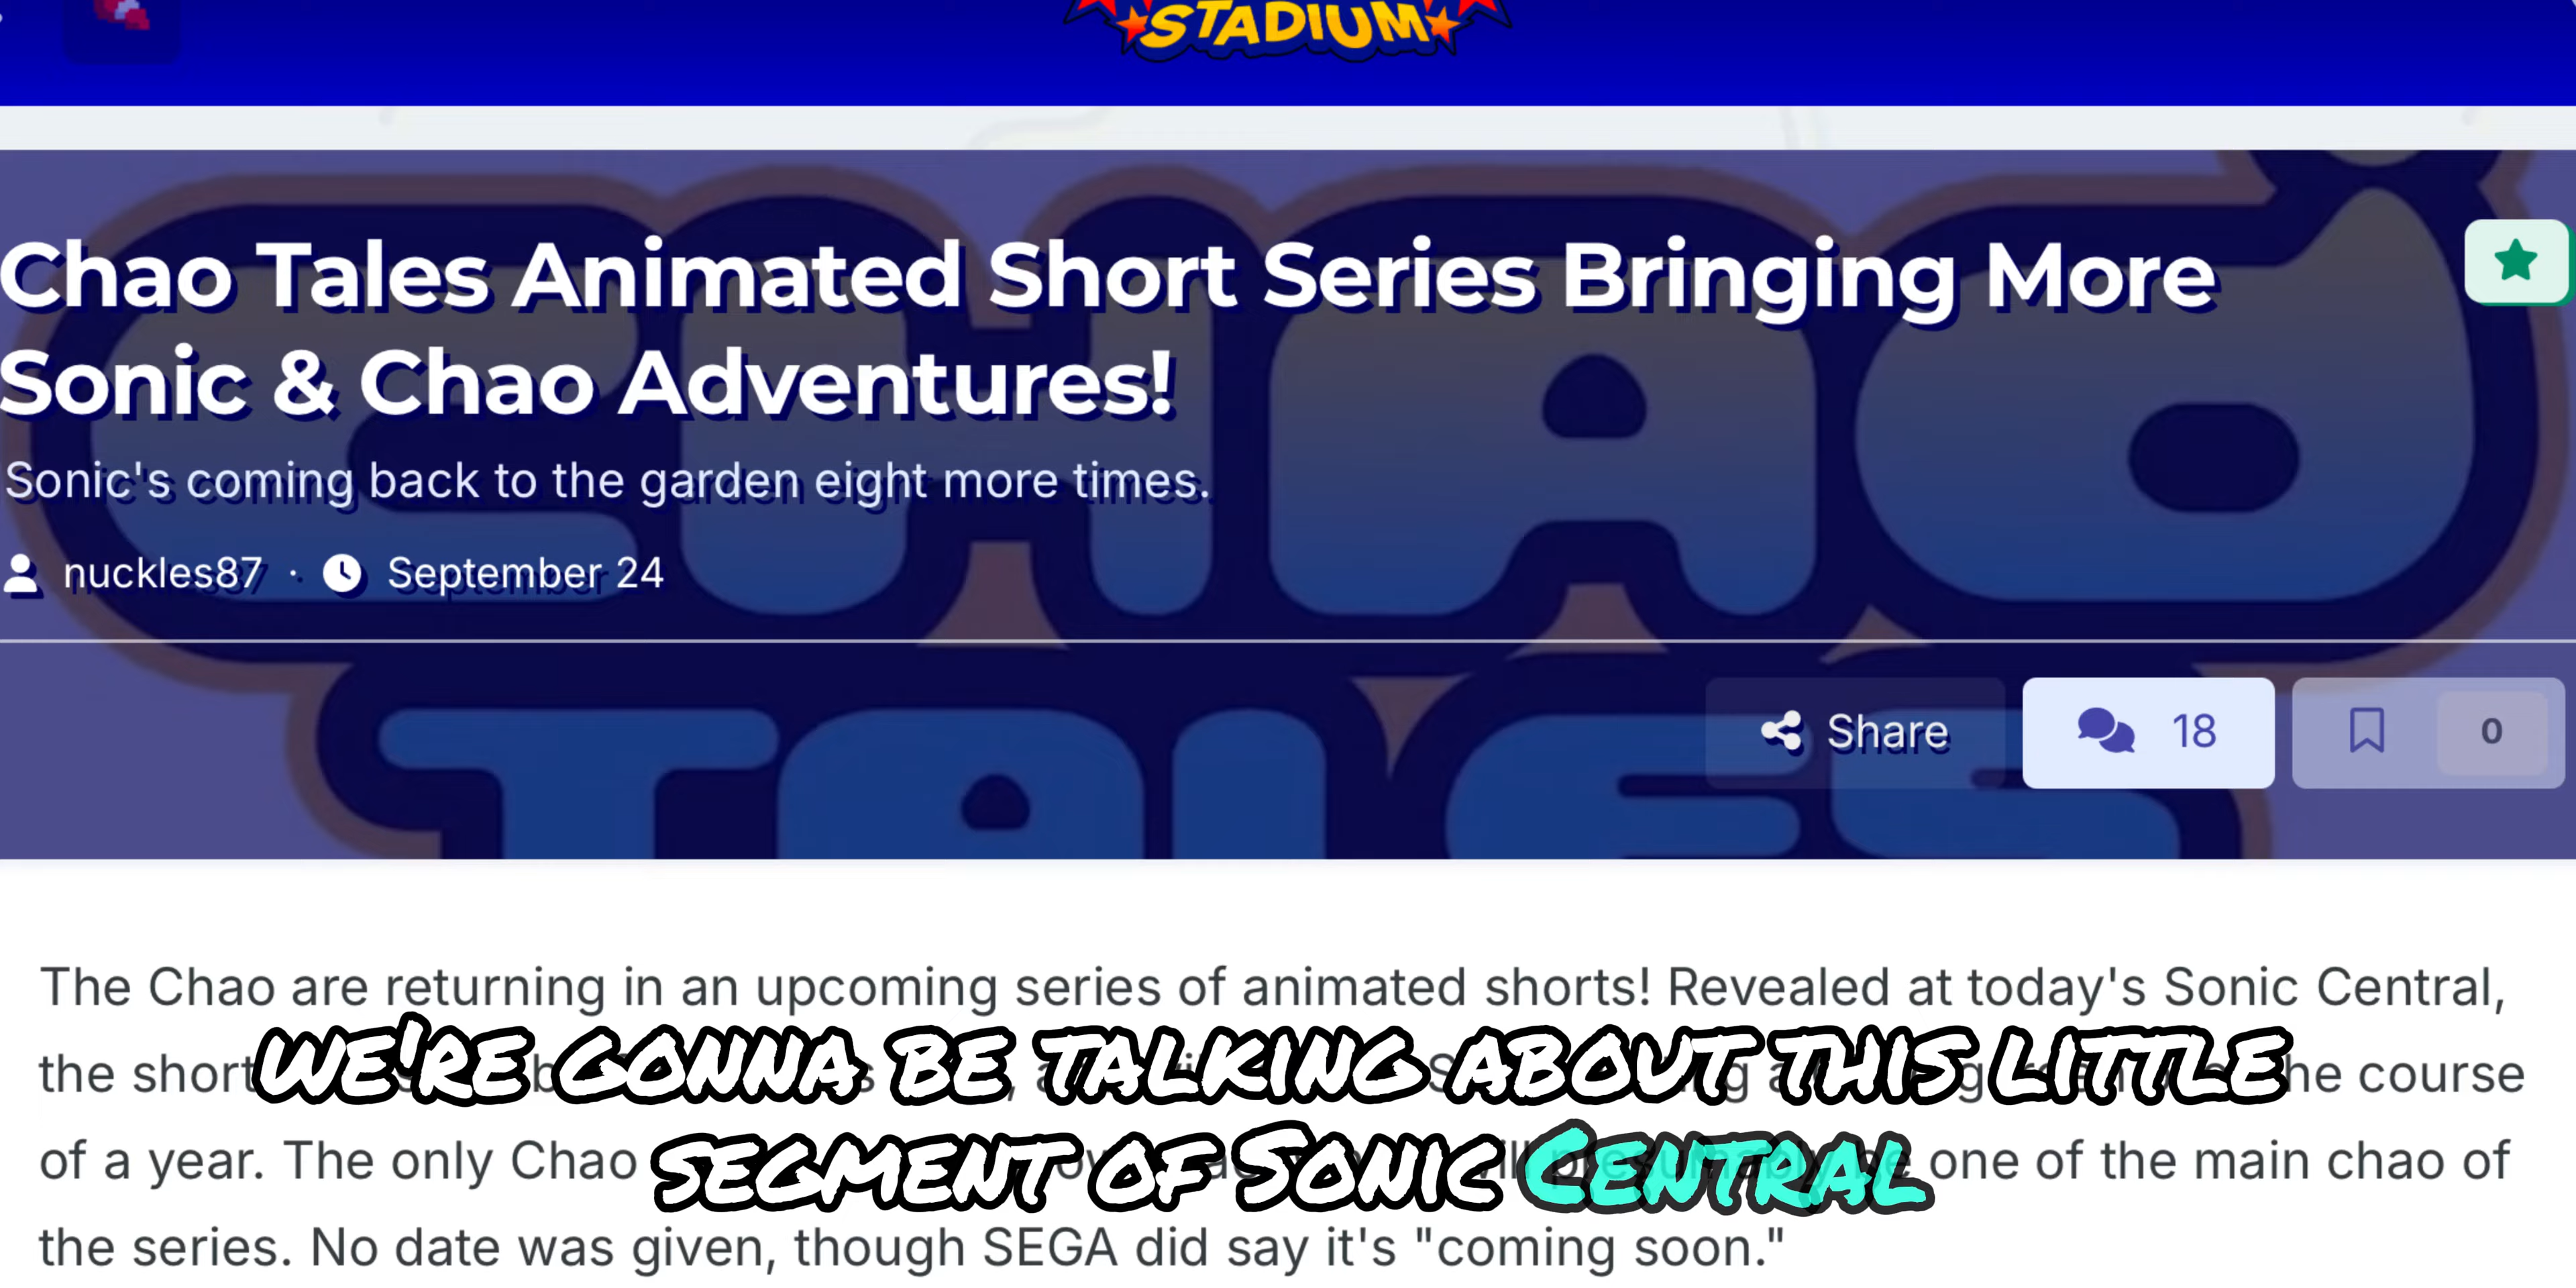 STADIUM
CHAO
TALES
Chao Tales Animated Short Series Bringing More
Sonic & Chao Adventures!
Sonic's coming back to the garden eight more times.
nuckles87 · September 24
Share 18 0
The Chao are returning in an upcoming series of animated shorts! Revealed at today's Sonic Central,
the short he course
WE'RE GONNA BE TALKING ABOUT THIS LITTLE
of a year. The only Chao one of the main chao of
SEGMENT OF SONIC CENTRAL
the series. No date was given, though SEGA did say it's "coming soon."